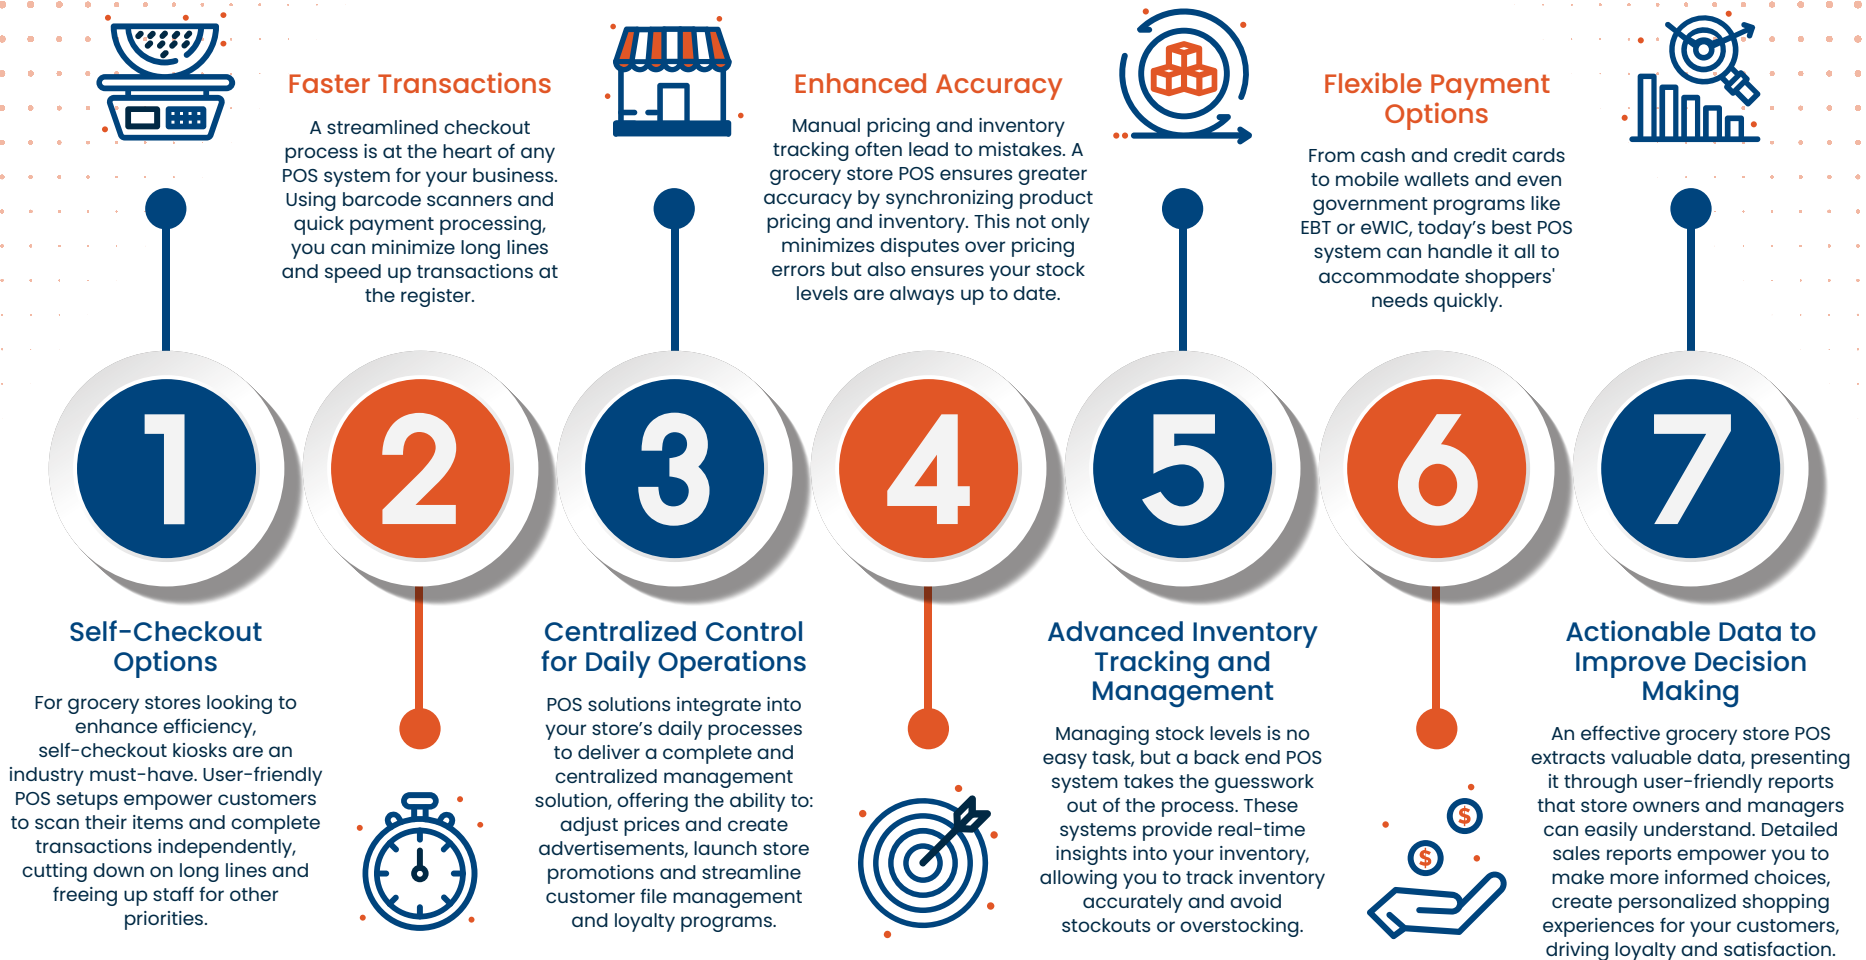 1
Self-Checkout
Options
For grocery stores looking to
enhance efficiency,
self-checkout kiosks are an
industry must-have. User-friendly
POS setups empower customers
to scan their items and complete
transactions independently,
cutting down on long lines and
freeing up staff for other
priorities.
Faster Transactions
A streamlined checkout
process is at the heart of any
POS system for your business.
Using barcode scanners and
quick payment processing,
you can minimize long lines
and speed up transactions at
the register.
2
3
Centralized Control
for Daily Operations
POS solutions integrate into
your store’s daily processes
to deliver a complete and
centralized management
solution, offering the ability to:
adjust prices and create
advertisements, launch store
promotions and streamline
customer file management
and loyalty programs.
Enhanced Accuracy
Manual pricing and inventory
tracking often lead to mistakes. A
grocery store POS ensures greater
accuracy by synchronizing product
pricing and inventory. This not only
minimizes disputes over pricing
errors but also ensures your stock
levels are always up to date.
4
5
Advanced Inventory
Tracking and
Management
Managing stock levels is no
easy task, but a back end POS
system takes the guesswork
out of the process. These
systems provide real-time
insights into your inventory,
allowing you to track inventory
accurately and avoid
stockouts or overstocking.
Flexible Payment
Options
From cash and credit cards
to mobile wallets and even
government programs like
EBT or eWIC, today’s best POS
system can handle it all to
accommodate shoppers'
needs quickly.
6
$
$
7
Actionable Data to
Improve Decision
Making
An effective grocery store POS
extracts valuable data, presenting
it through user-friendly reports
that store owners and managers
can easily understand. Detailed
sales reports empower you to
make more informed choices,
create personalized shopping
experiences for your customers,
driving loyalty and satisfaction.